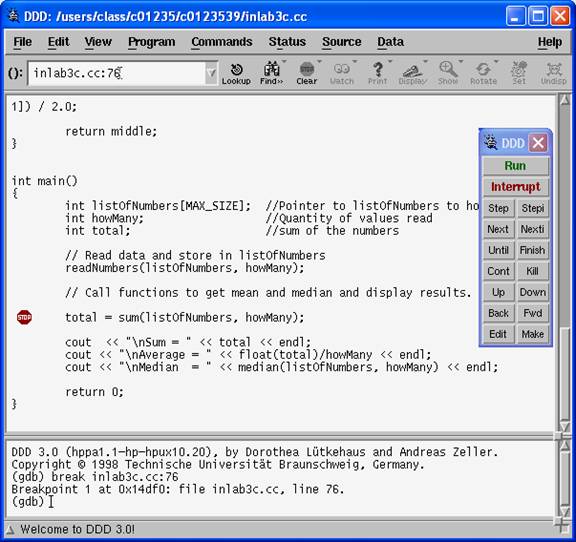 DDD: /users/class/c01235/c0123539/inlab3c.cc
File Edit View Program Commands Status Source Data Help
(): inlab3c.cc:76
Lookup Find>> Clear Watch Print Display Show Rotate Set Undisp
1]) / 2.0;
return middle;
}
int main()
{
int listOfNumbers[MAX_SIZE]; //Pointer to listOfNumbers to ho
int howMany; //Quantity of values read
int total; //sum of the numbers
// Read data and store in listOfNumbers
readNumbers(listOfNumbers, howMany);
// Call functions to get mean and median and display results.
STOP total = sum(listOfNumbers, howMany);
cout << "\nSum = " << total << endl;
cout << "\nAverage = " << float(total)/howMany << endl;
cout << "\nMedian = " << median(listOfNumbers, howMany) << endl;
return 0;
}
DDD
Run
Interrupt
Step Stepi
Next Nexti
Until Finish
Cont Kill
Up Down
Back Fwd
Edit Make
DDD 3.0 (hppa1.1-hp-hpux10.20), by Dorothea Lütkehaus and Andreas Zeller.
Copyright © 1998 Technische Universität Braunschweig, Germany.
(gdb) break inlab3c.cc:76
Breakpoint 1 at 0x14df0: file inlab3c.cc, line 76.
(gdb)
Welcome to DDD 3.0!